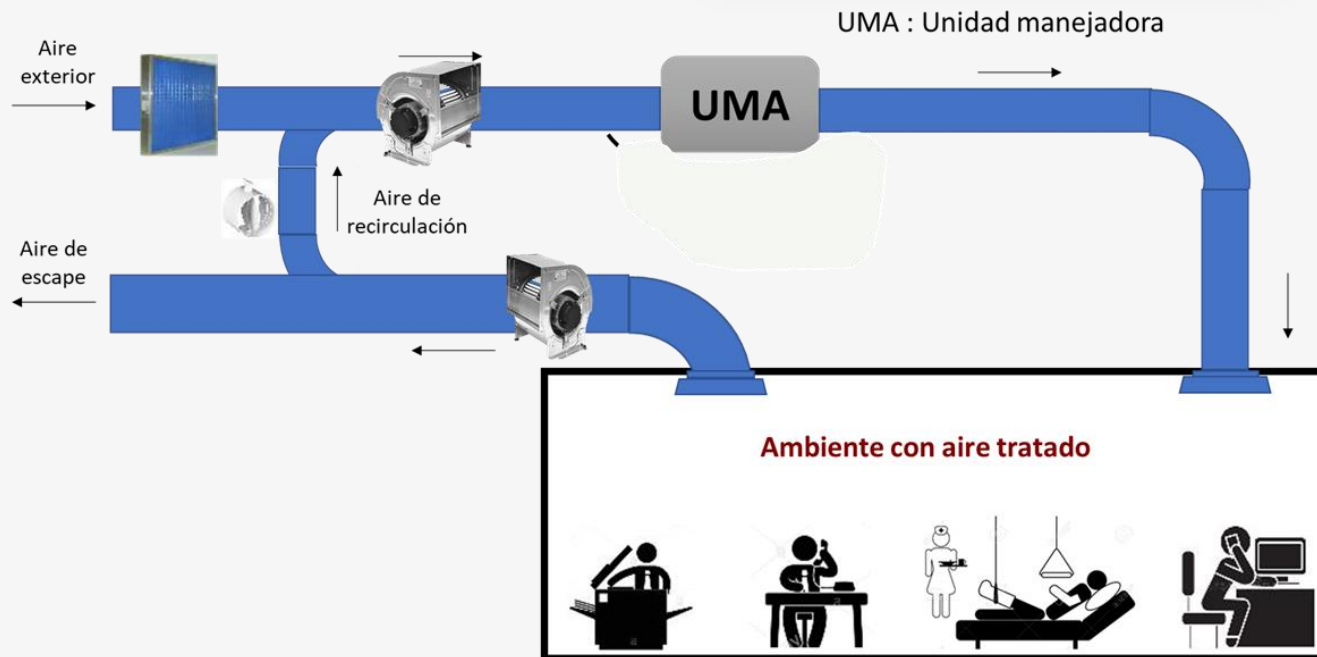 UMA : Unidad manejadora
Aire
exterior
UMA
Aire de
recirculación
Aire de
escape
Ambiente con aire tratado